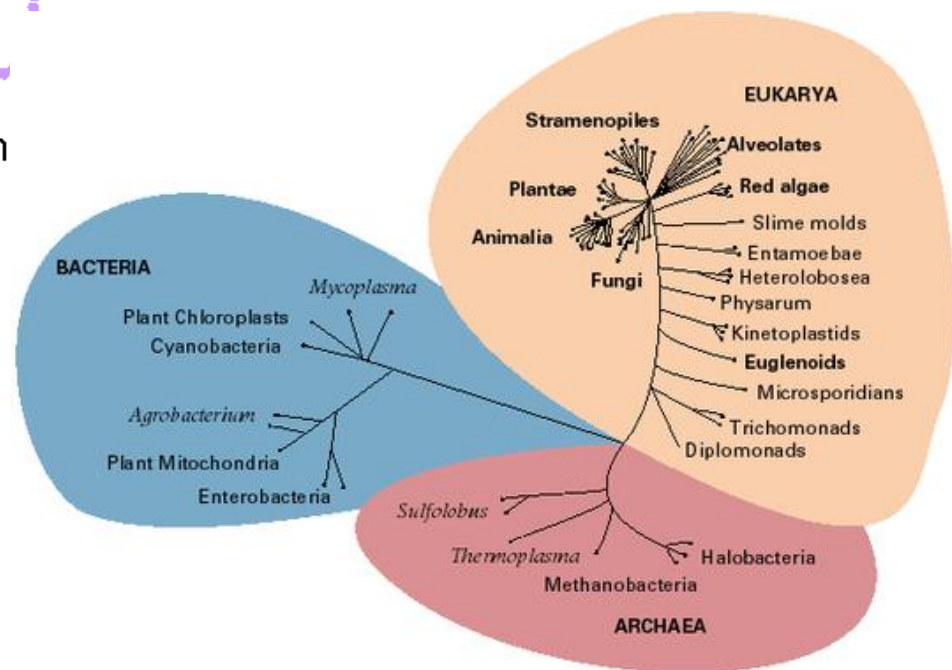 EUKARYA
Stramenopiles
Alveolates
Plantae
Red algae
Animalia
Slime molds
Entamoebae
Fungi
Heterolobosea
Physarum
Kinetoplastids
Euglenoids
Microsporidians
Trichomonads
Diplomonads
BACTERIA
Mycoplasma
Plant Chloroplasts
Cyanobacteria
Agrobacterium
Plant Mitochondria
Enterobacteria
Sulfolobus
Thermoplasma
Halobacteria
Methanobacteria
ARCHAEA